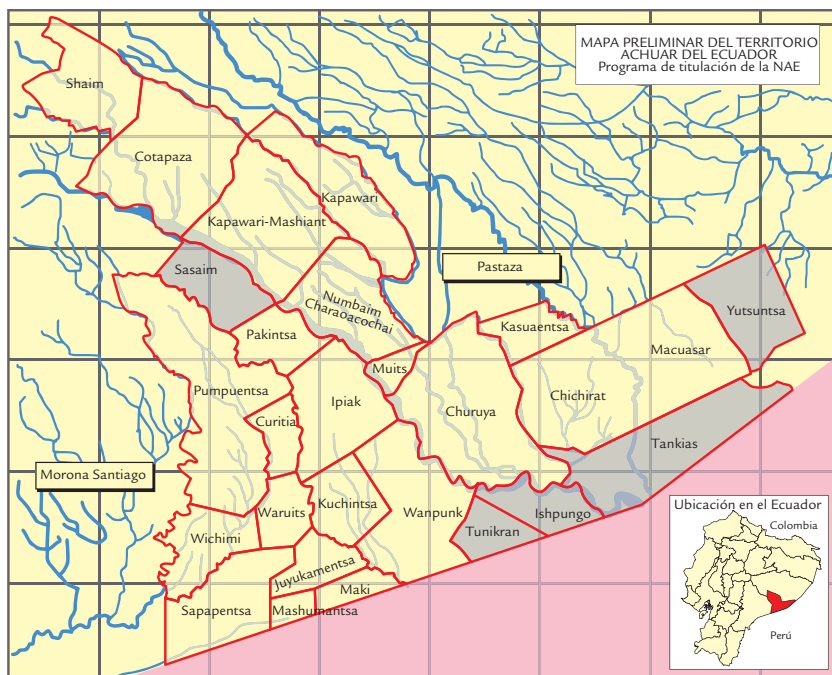 MAPA PRELIMINAR DEL TERRITORIO
ACHUAR DEL ECUADOR
Programa de titulación de la NAE
Shaim
Cotapaza
Kapawari
Kapawari-Mashiant
Sasaim
Pastaza
Numbaim
Charaoacochai
Yutsuntsa
Kasuaentsa
Pakintsa
Macuasar
Muits
Pumpuentsa
Ipiak
Churuya
Chichirat
Curitia
Tankias
Morona Santiago
Kuchintsa
Waruits
Wanpunk
Ishpungo
Tunikran
Wichimi
Juyukamentsa
Maki
Sapapentsa
Mashumantsa
Ubicación en el Ecuador
Colombia
Perú